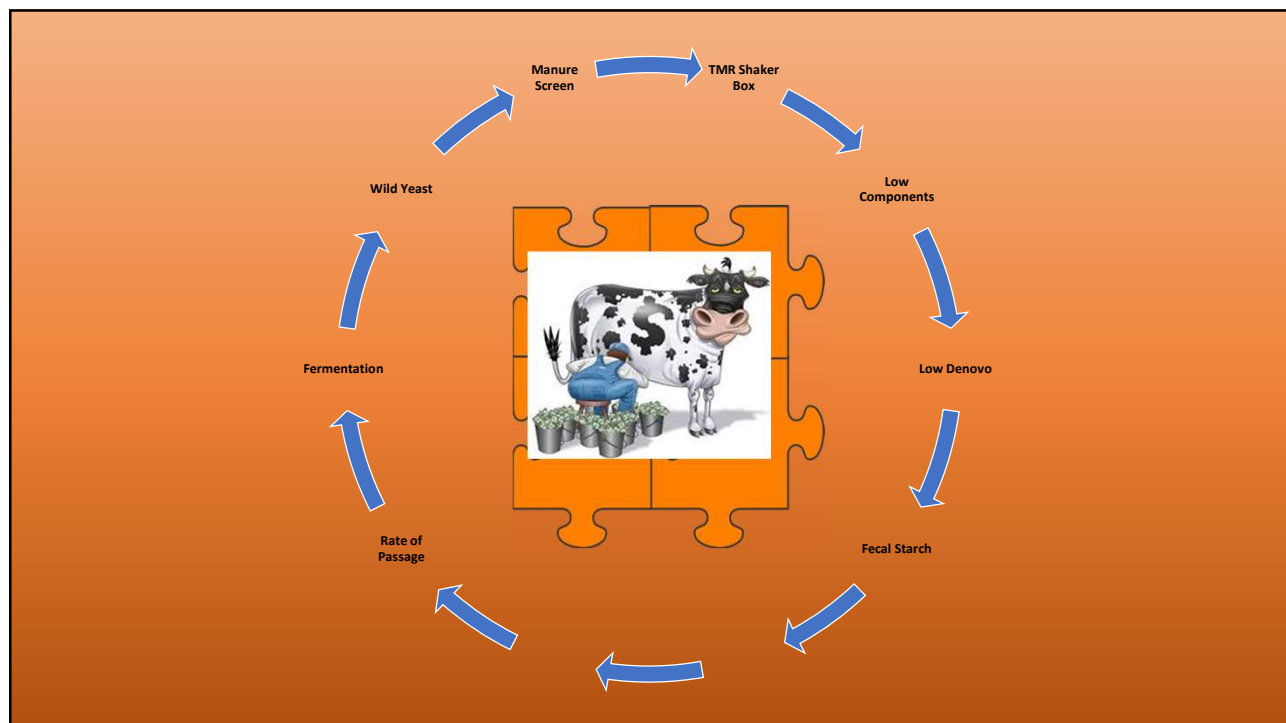 Manure
Screen
TMR Shaker
Box
Low
Components
Low Denovo
Fecal Starch
Rate of
Passage
Fermentation
Wild Yeast
$